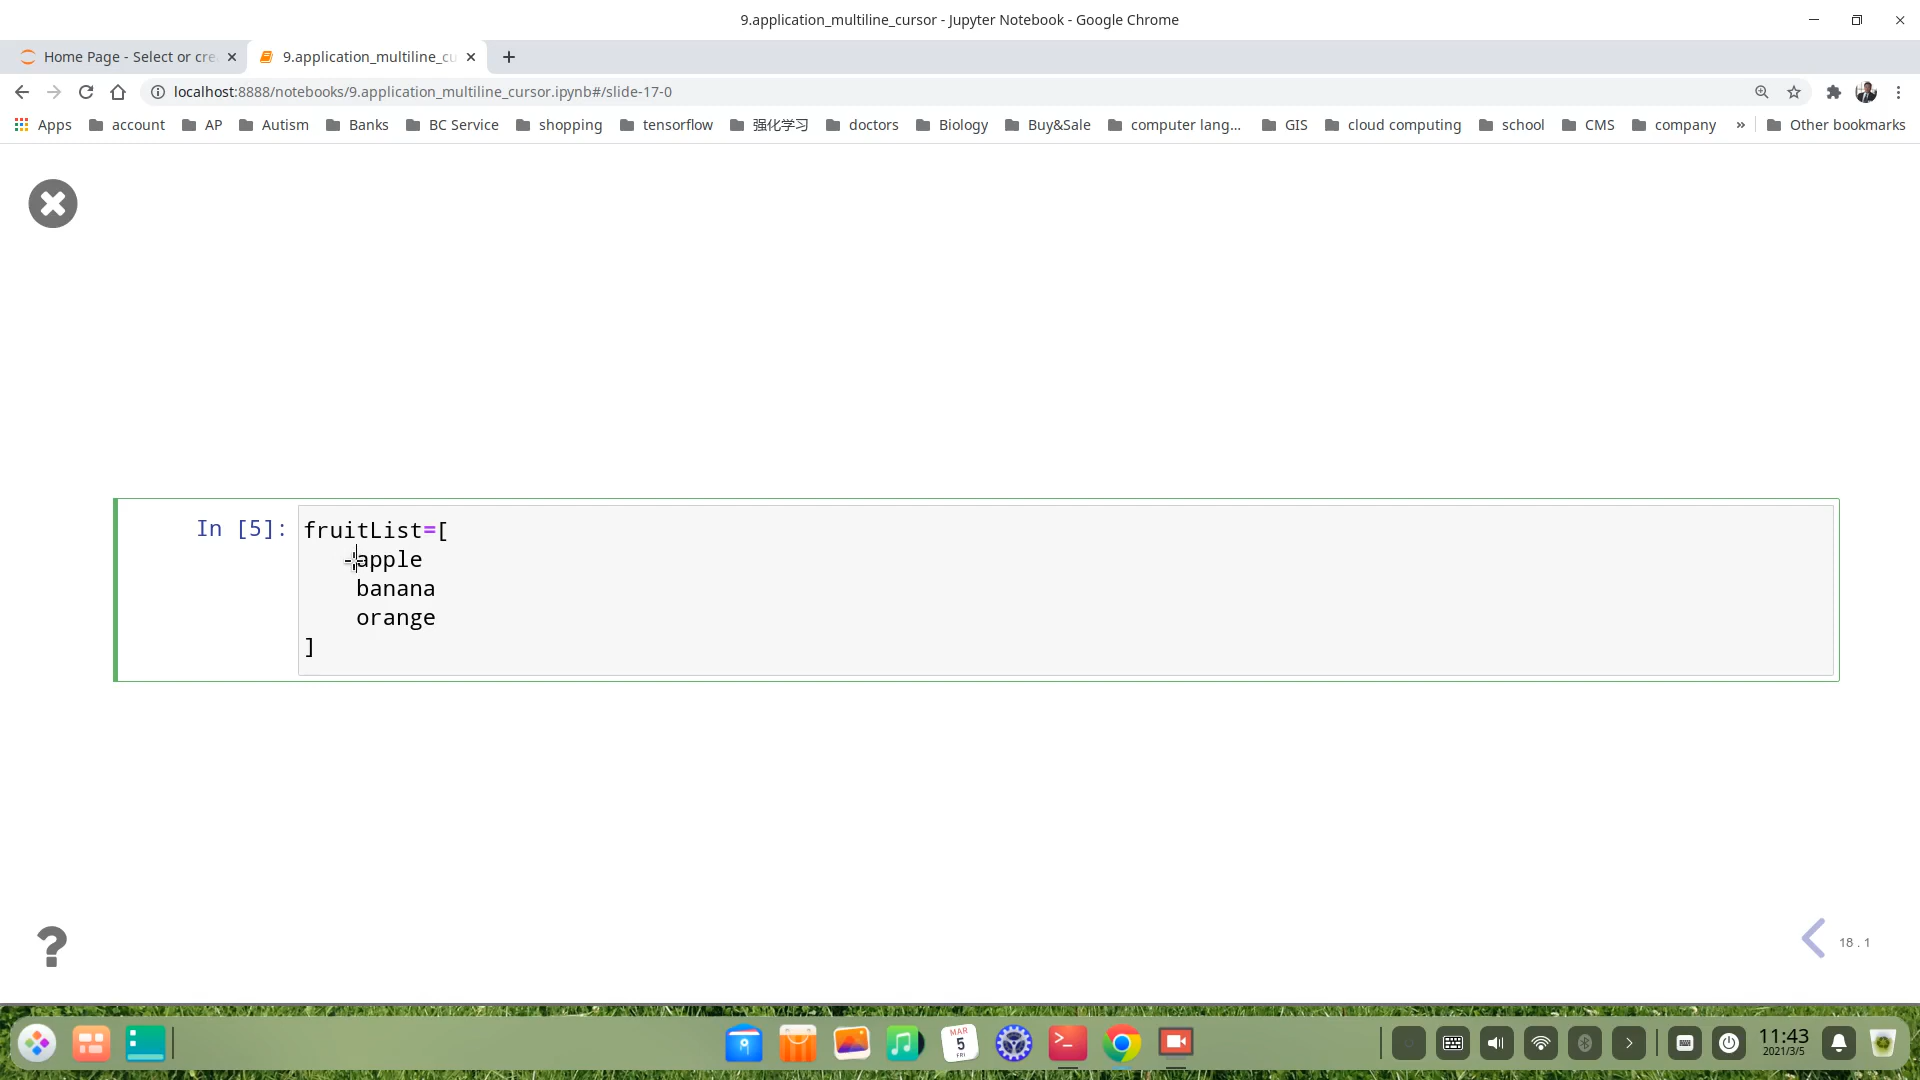 9.application_multiline_cursor - Jupyter Notebook - Google Chrome
Home Page - Select or cre
9.application_multiline_cu
localhost:8888/notebooks/9.application_multiline_cursor.ipynb#/slide-17-0
Apps account AP Autism Banks BC Service shopping tensorflow 强化学习 doctors Biology Buy&Sale computer lang... GIS cloud computing school CMS company » Other bookmarks
In [5]: fruitList=[
apple
banana
orange
]
?
18 . 1
MAR
5
FRI
11:43
2021/3/5